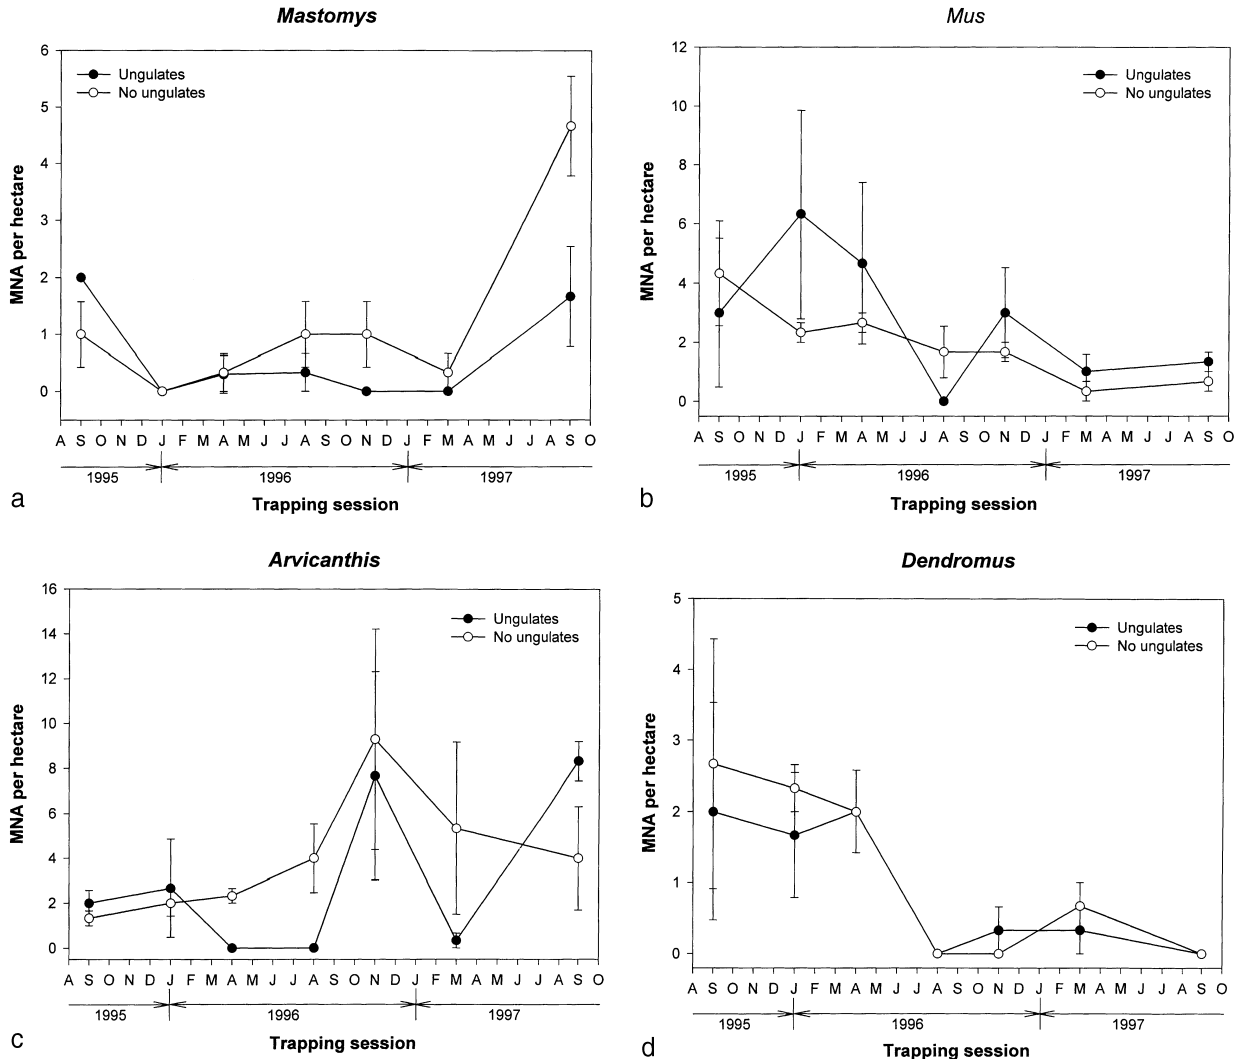 Mastomys
6
5
4
3
2
1
0
MNA per hectare
Ungulates
No ungulates
A S O N D J F M A M J J A S O N D J F M A M J J A S O
1995 1996 1997
Trapping session
a
Mus
12
10
8
6
4
2
0
MNA per hectare
Ungulates
No ungulates
A S O N D J F M A M J J A S O N D J F M A M J J A S O
1995 1996 1997
Trapping session
b
Arvicanthis
16
14
12
10
8
6
4
2
0
MNA per hectare
Ungulates
No ungulates
A S O N D J F M A M J J A S O N D J F M A M J J A S O
1995 1996 1997
Trapping session
c
Dendromus
5
4
3
2
1
0
MNA per hectare
Ungulates
No ungulates
A S O N D J F M A M J J A S O N D J F M A M J J A S O
1995 1996 1997
Trapping session
d